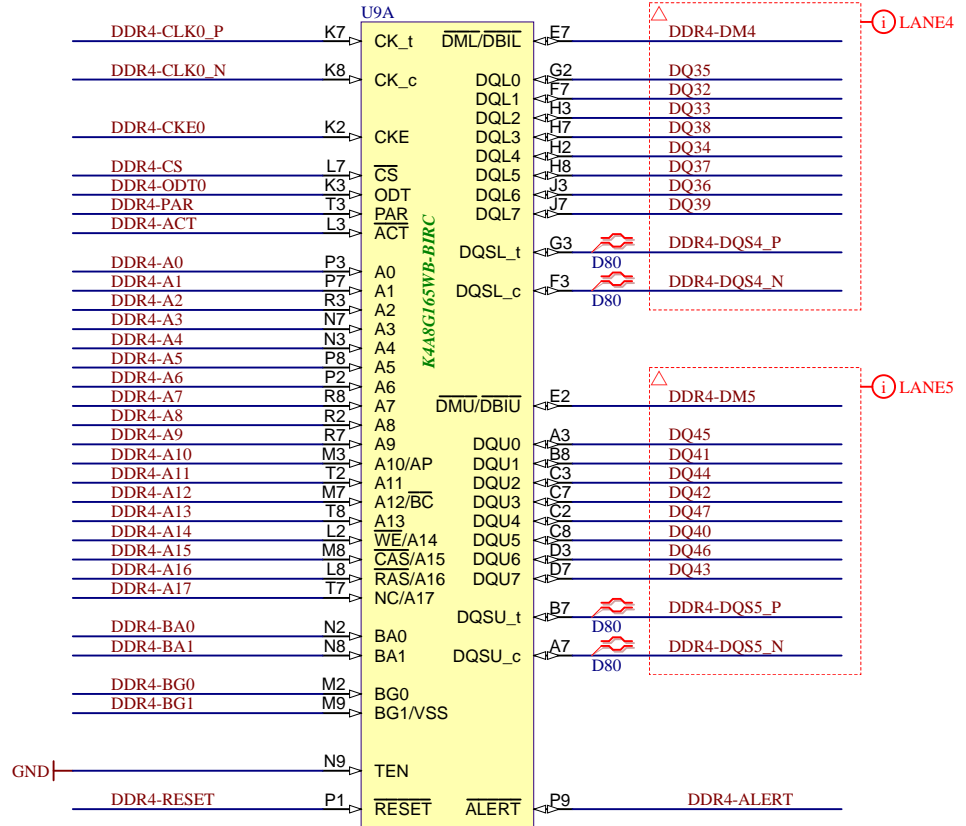 U9A
DDR4-CLK0_P K7 CK_t DML/DBIL E7 DDR4-DM4 i LANE4
DDR4-CLK0_N K8 CK_c DQL0 G2 DQ35
DQL1 F7 DQ32
DQL2 H3 DQ33
DDR4-CKE0 K2 CKE DQL3 H7 DQ38
DQL4 H2 DQ34
DDR4-CS L7 CS DQL5 H8 DQ37
DDR4-ODT0 K3 ODT DQL6 J3 DQ36
DDR4-PAR T3 PAR DQL7 J7 DQ39
DDR4-ACT L3 ACT
DQSL_t G3 D80 DDR4-DQS4_P
DDR4-A0 P3 A0
DDR4-A1 P7 A1 DQSL_c F3 D80 DDR4-DQS4_N
DDR4-A2 R3 A2
DDR4-A3 N7 A3
K4A8G165WB-BIRC
DDR4-A4 N3 A4
DDR4-A5 P8 A5
DDR4-A6 P2 A6
DDR4-A7 R8 A7 DMU/DBIU E2 DDR4-DM5 i LANE5
DDR4-A8 R2 A8
DDR4-A9 R7 A9 DQU0 A3 DQ45
DDR4-A10 M3 A10/AP DQU1 B8 DQ41
DDR4-A11 T2 A11 DQU2 C3 DQ44
DDR4-A12 M7 A12/BC DQU3 C7 DQ42
DDR4-A13 T8 A13 DQU4 C2 DQ47
DDR4-A14 L2 WE/A14 DQU5 C8 DQ40
DDR4-A15 M8 CAS/A15 DQU6 D3 DQ46
DDR4-A16 L8 RAS/A16 DQU7 D7 DQ43
DDR4-A17 T7 NC/A17
DQSU_t B7 D80 DDR4-DQS5_P
DDR4-BA0 N2 BA0
DDR4-BA1 N8 BA1 DQSU_c A7 D80 DDR4-DQS5_N
DDR4-BG0 M2 BG0
DDR4-BG1 M9 BG1/VSS
GND N9 TEN
DDR4-RESET P1 RESET ALERT P9 DDR4-ALERT